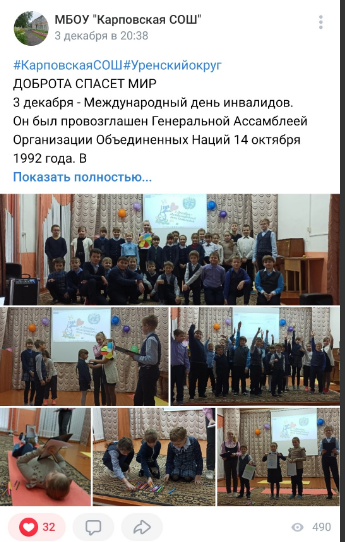 МБОУ "Карповская СОШ"
3 декабря в 20:38
#КарповскаяСОШ#Уренскийокруг
ДОБРОТА СПАСЕТ МИР
3 декабря - Международный день инвалидов.
Он был провозглашен Генеральной Ассамблеей
Организации Объединенных Наций 14 октября
1992 года. В
Показать полностью...
32
490